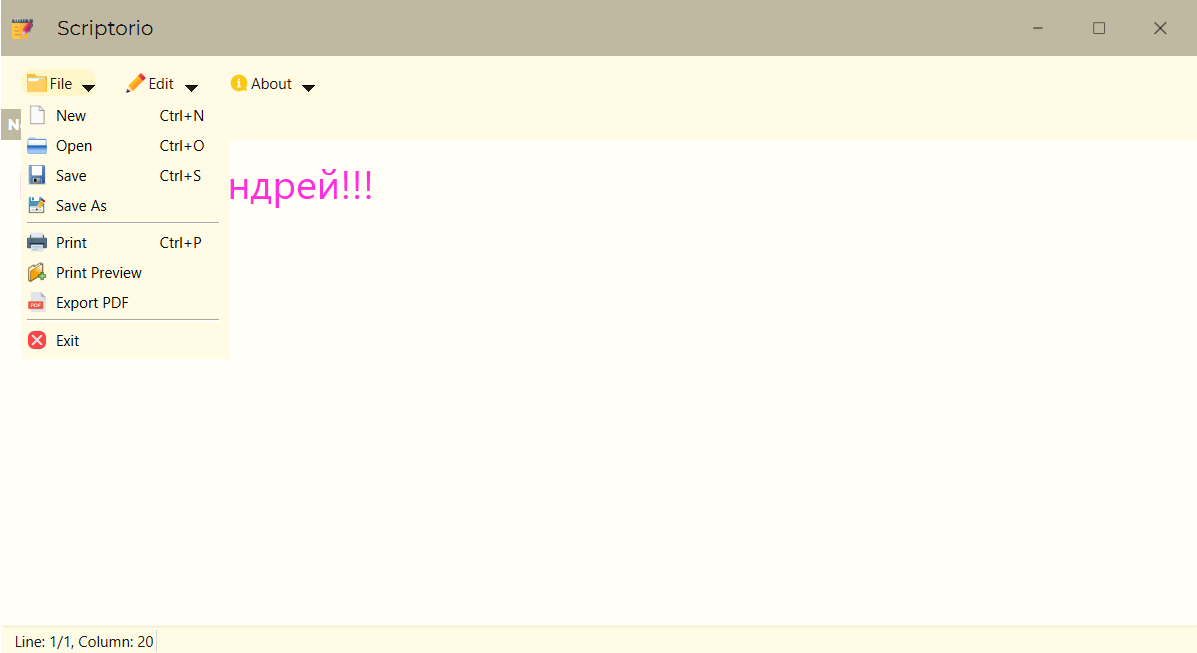 Scriptorio
File Edit About
New Ctrl+N
Open Ctrl+O
Save Ctrl+S
Save As
Print Ctrl+P
Print Preview
Export PDF
Exit
ндрей!!!
Line: 1/1, Column: 20